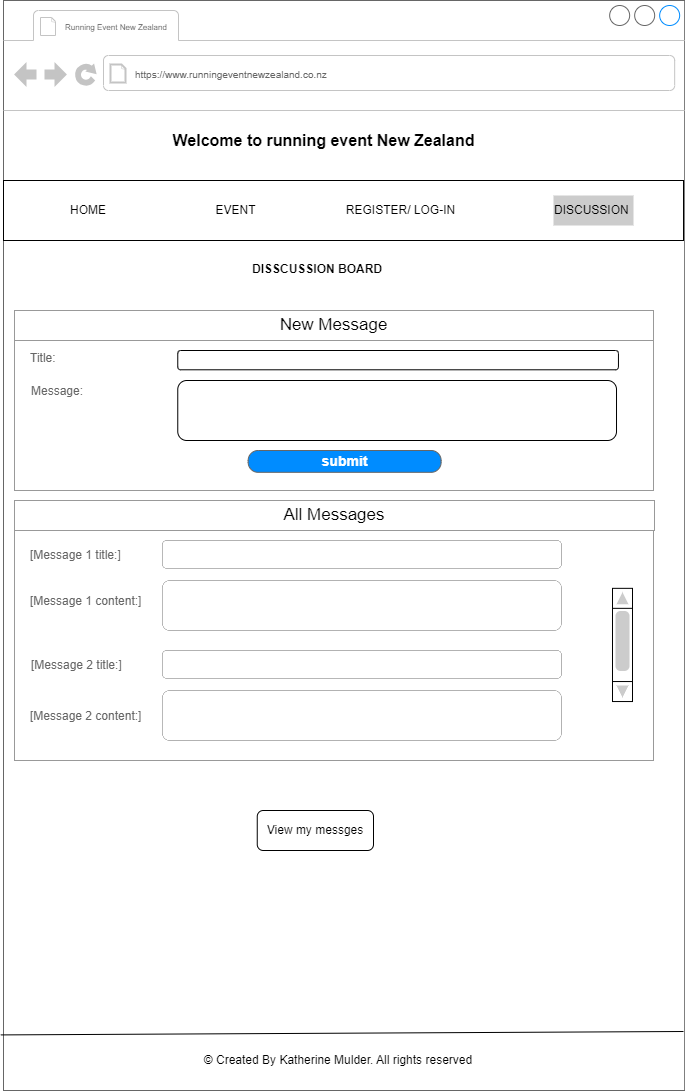 Running Event New Zealand
https://www.runningeventnewzealand.co.nz
Welcome to running event New Zealand
HOME EVENT REGISTER/ LOG-IN DISCUSSION
DISSCUSSION BOARD
New Message
Title:
Message:
submit
All Messages
[Message 1 title:]
[Message 1 content:]
[Message 2 title:]
[Message 2 content:]
View my messges
© Created By Katherine Mulder. All rights reserved